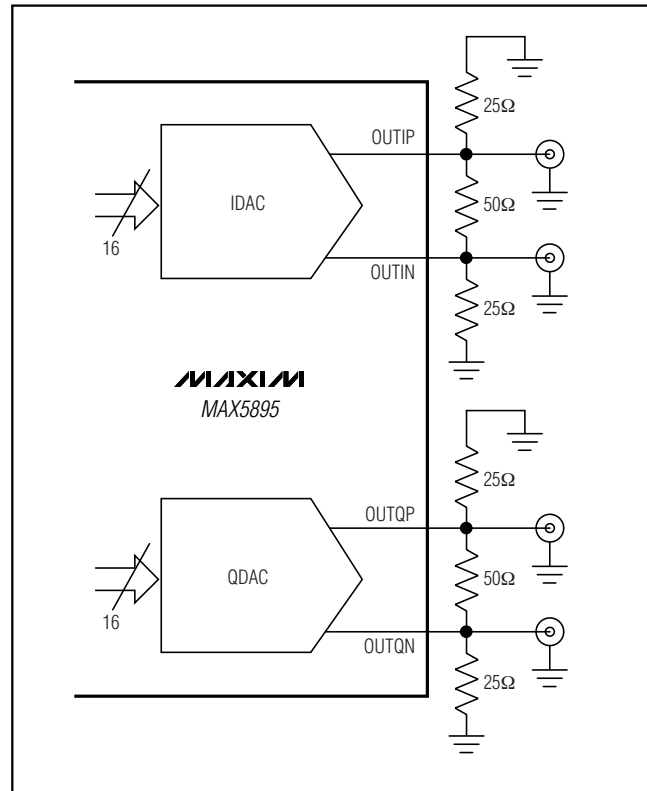 25Ω
OUTIP
IDAC
50Ω
16
OUTIN
25Ω
MAXIM
MAX5895
25Ω
OUTQP
QDAC
50Ω
16
OUTQN
25Ω